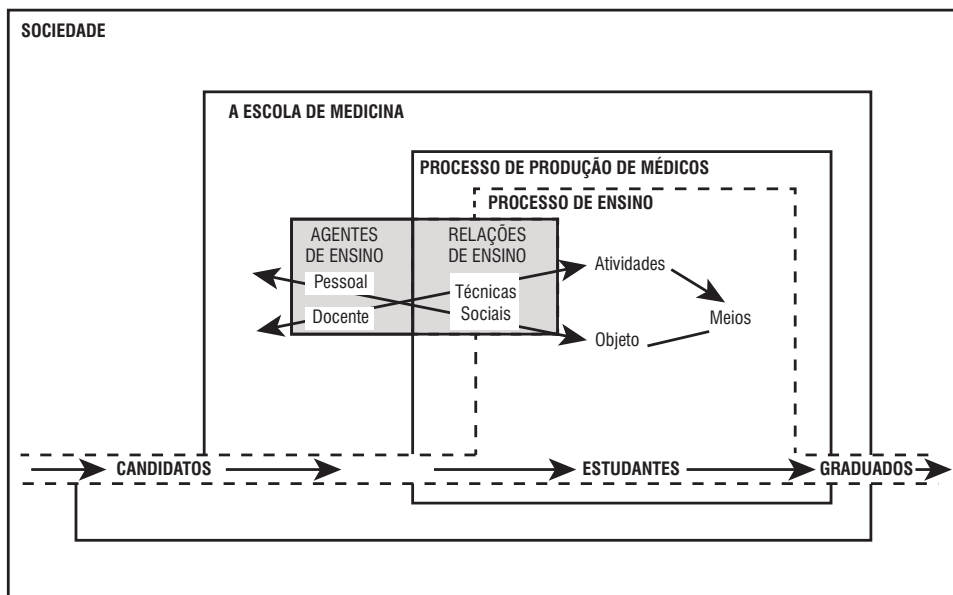 SOCIEDADE
A ESCOLA DE MEDICINA
PROCESSO DE PRODUÇÃO DE MÉDICOS
PROCESSO DE ENSINO
AGENTES
DE ENSINO
Pessoal
Docente
RELAÇÕES
DE ENSINO
Técnicas
Sociais
Atividades
Objeto
Meios
CANDIDATOS
ESTUDANTES
GRADUADOS